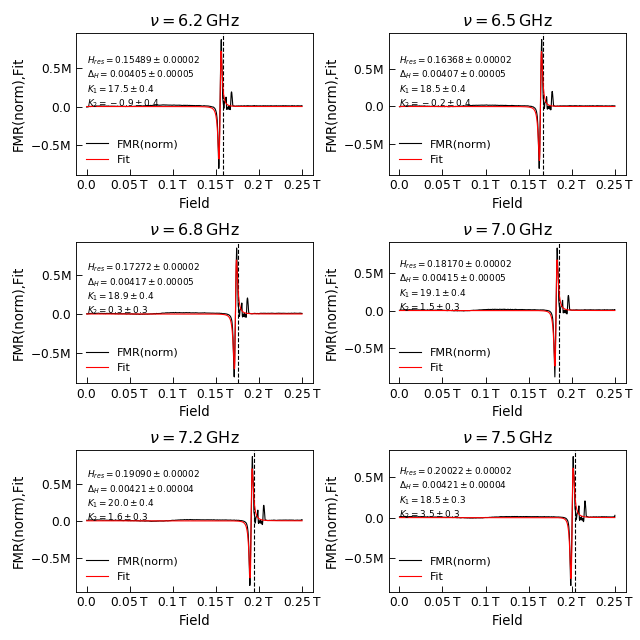 ν = 6.2 GHz
FMR(norm),Fit
0.5M
0.0
−0.5M
H_res = 0.15489 ± 0.00002
Δ_H = 0.00405 ± 0.00005
K_1 = 17.5 ± 0.4
K_2 = −0.9 ± 0.4
FMR(norm)
Fit
0.0 0.05 T 0.1 T 0.15 T 0.2 T 0.25 T
Field
ν = 6.5 GHz
FMR(norm),Fit
0.5M
0.0
−0.5M
H_res = 0.16368 ± 0.00002
Δ_H = 0.00407 ± 0.00005
K_1 = 18.5 ± 0.4
K_2 = −0.2 ± 0.4
FMR(norm)
Fit
0.0 0.05 T 0.1 T 0.15 T 0.2 T 0.25 T
Field
ν = 6.8 GHz
FMR(norm),Fit
0.5M
0.0
−0.5M
H_res = 0.17272 ± 0.00002
Δ_H = 0.00417 ± 0.00005
K_1 = 18.9 ± 0.4
K_2 = 0.3 ± 0.3
FMR(norm)
Fit
0.0 0.05 T 0.1 T 0.15 T 0.2 T 0.25 T
Field
ν = 7.0 GHz
FMR(norm),Fit
0.5M
0.0
−0.5M
H_res = 0.18170 ± 0.00002
Δ_H = 0.00415 ± 0.00005
K_1 = 19.1 ± 0.4
K_2 = 1.5 ± 0.3
FMR(norm)
Fit
0.0 0.05 T 0.1 T 0.15 T 0.2 T 0.25 T
Field
ν = 7.2 GHz
FMR(norm),Fit
0.5M
0.0
−0.5M
H_res = 0.19090 ± 0.00002
Δ_H = 0.00421 ± 0.00004
K_1 = 20.0 ± 0.4
K_2 = 1.6 ± 0.3
FMR(norm)
Fit
0.0 0.05 T 0.1 T 0.15 T 0.2 T 0.25 T
Field
ν = 7.5 GHz
FMR(norm),Fit
0.5M
0.0
−0.5M
H_res = 0.20022 ± 0.00002
Δ_H = 0.00421 ± 0.00004
K_1 = 18.5 ± 0.3
K_2 = 3.5 ± 0.3
FMR(norm)
Fit
0.0 0.05 T 0.1 T 0.15 T 0.2 T 0.25 T
Field